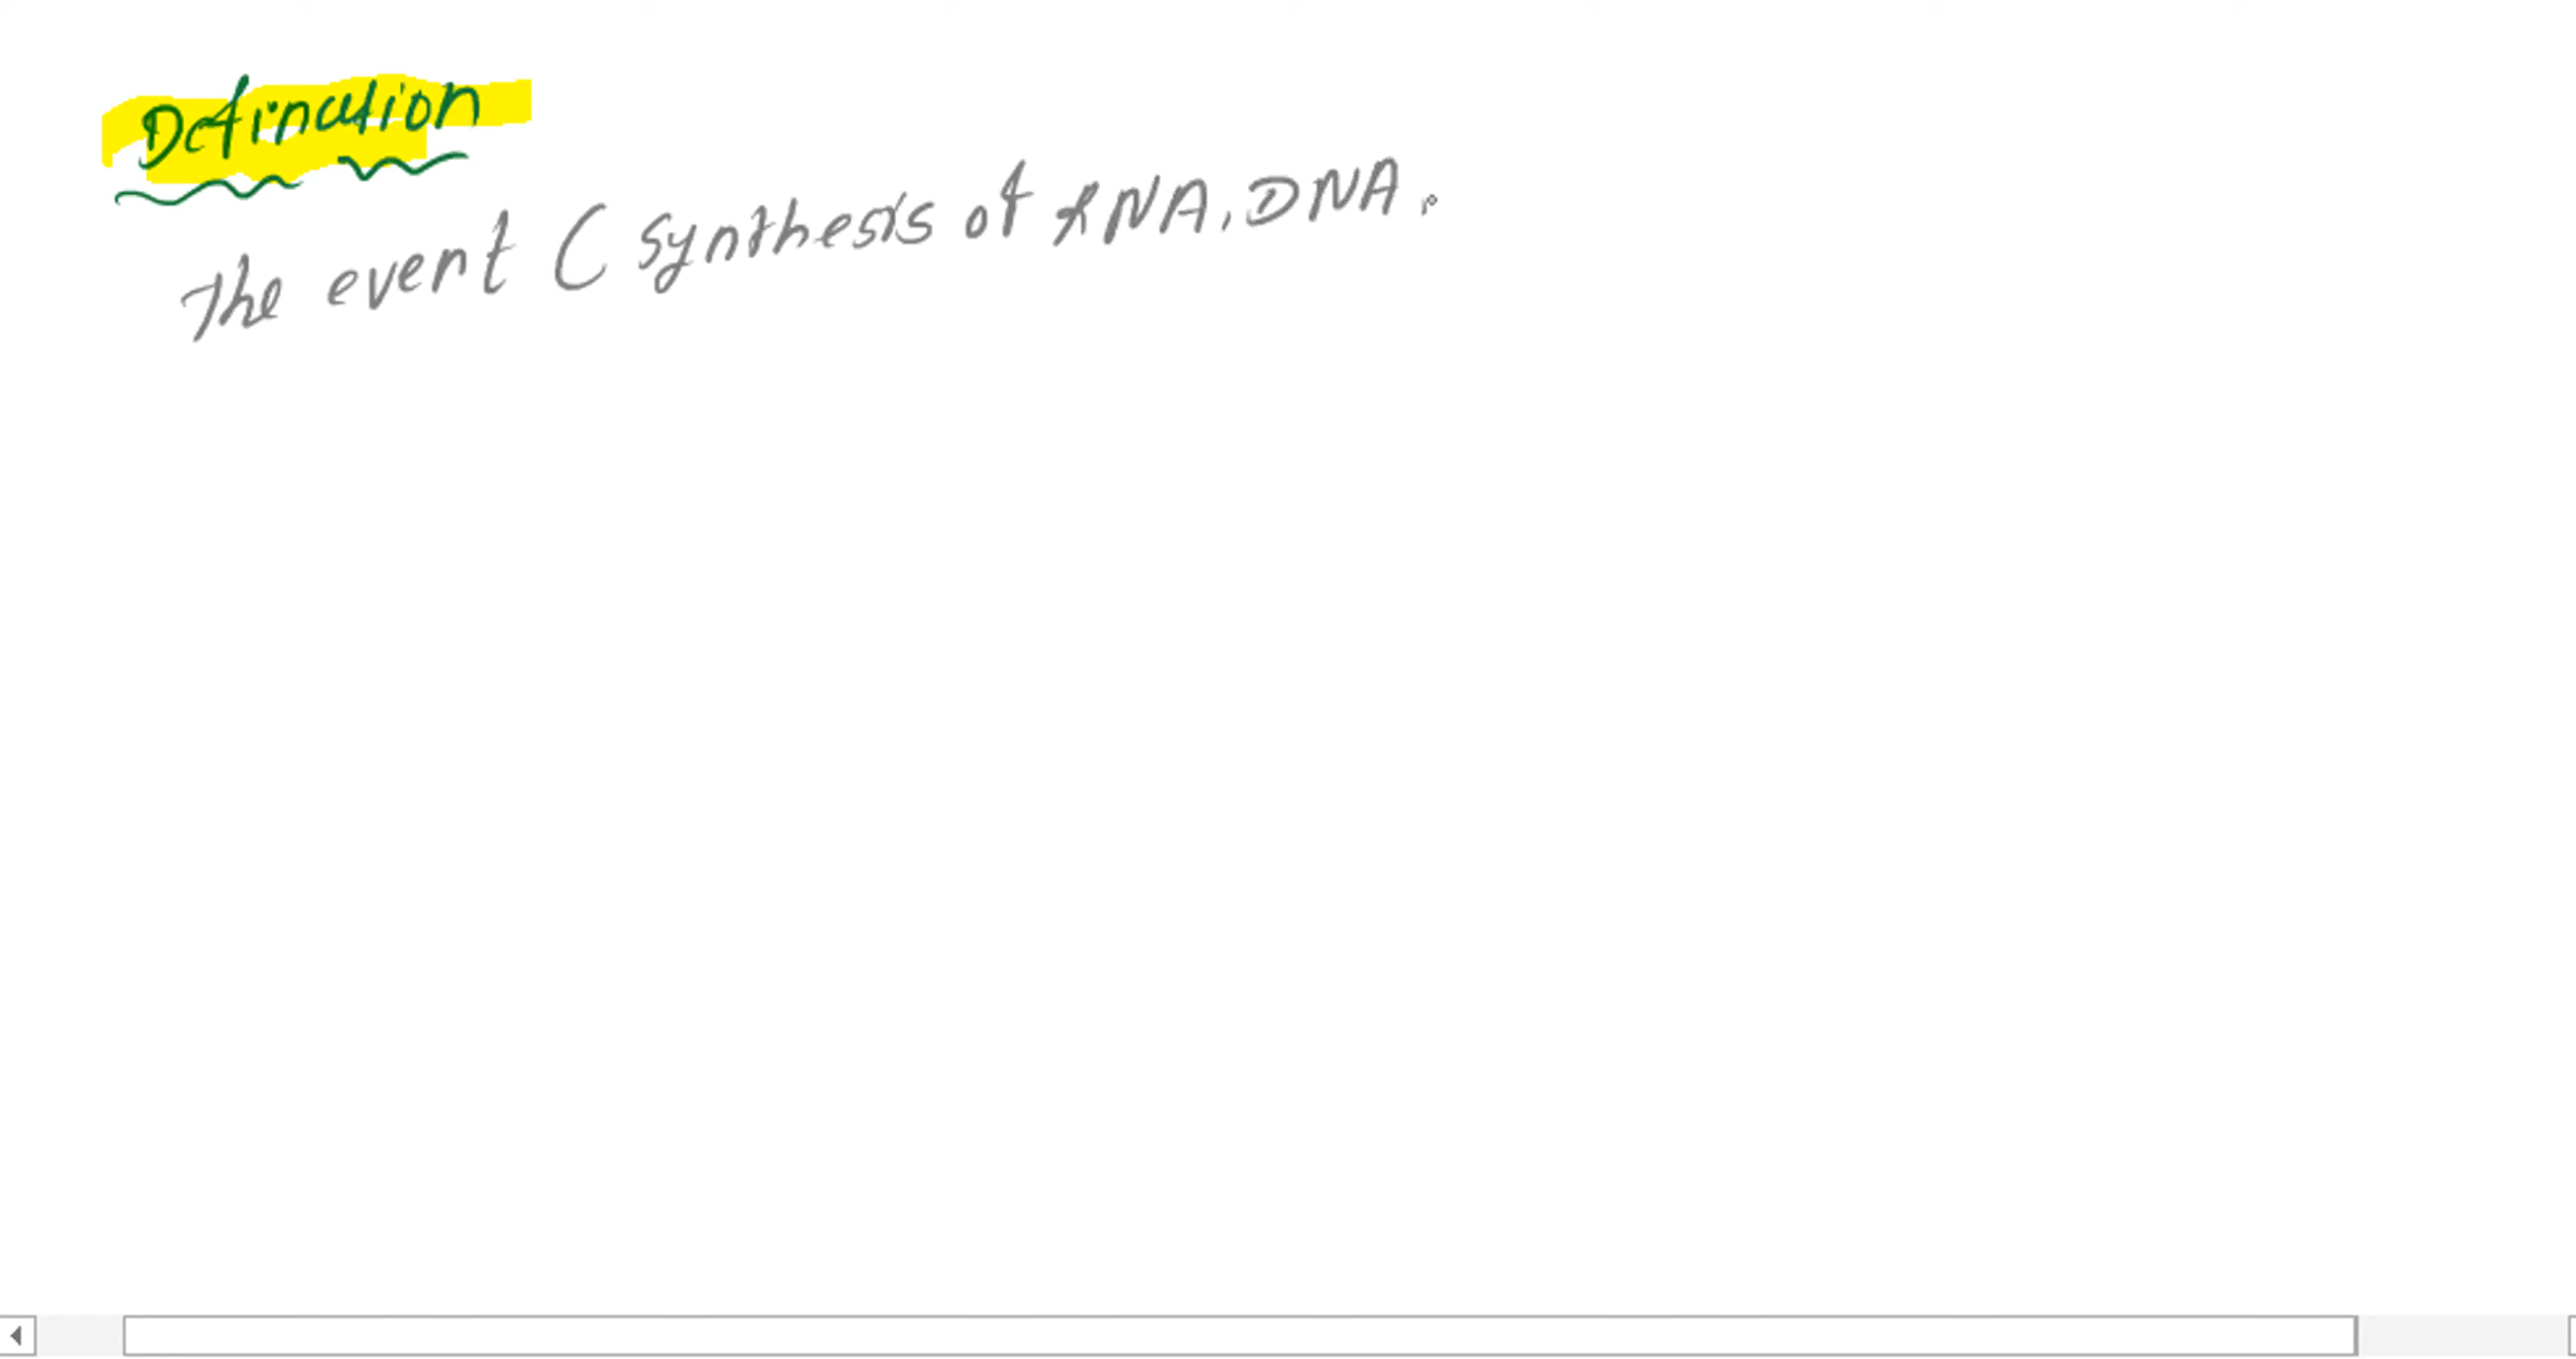 Defination
The event ( synthesis of RNA, DNA.